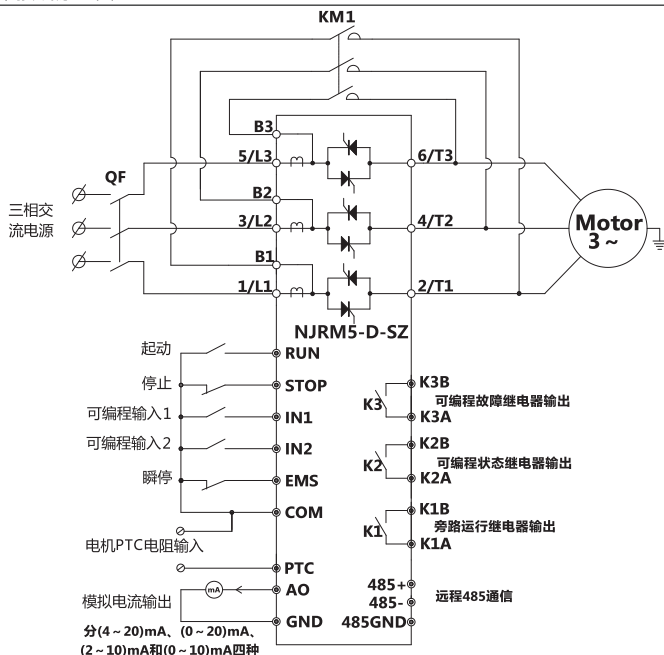 KM1
B3
5/L3
6/T3
QF
B2
三相交
流电源
3/L2
4/T2
Motor
3~
B1
1/L1
2/T1
NJRM5-D-SZ
起动
RUN
停止
STOP
K3B
可编程故障继电器输出
K3
K3A
可编程输入1
IN1
可编程输入2
IN2
K2B
可编程状态继电器输出
K2
K2A
瞬停
EMS
COM
K1B
旁路运行继电器输出
K1
K1A
电机PTC电阻输入
PTC
mA
AO
485+
远程485通信
485-
模拟电流输出
GND
485GND
分(4~20)mA、(0~20)mA、
(2~10)mA和(0~10)mA四种